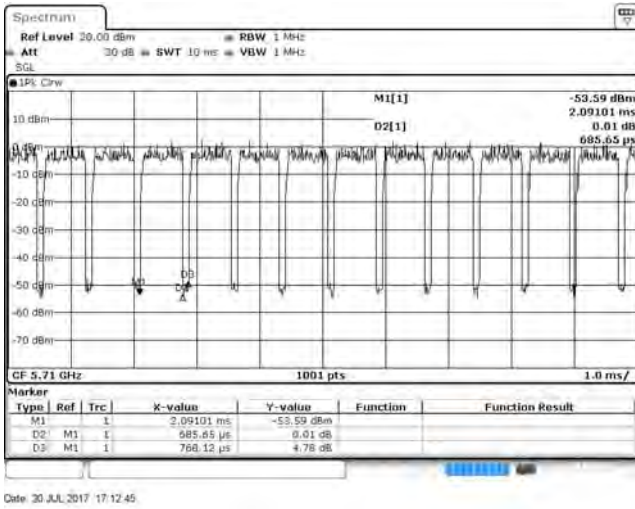 Spectrum
Ref Level 20.00 dBm RBW 1 MHz
Att 30 dB SWT 10 ms VBW 1 MHz
SGL
1Pk Clrw
M1[1] -53.59 dBm
2.09101 ms
D2[1] 0.01 dB
685.65 µs
10 dBm
0 dBm
-10 dBm
-20 dBm
-30 dBm
-40 dBm
-50 dBm
-60 dBm
-70 dBm
M1
D3
CF 5.71 GHz 1001 pts 1.0 ms/
Marker
Type Ref Trc X-value Y-value Function Function Result
M1 1 2.09101 ms -53.59 dBm
D2 M1 1 685.65 µs 0.01 dB
D3 M1 1 768.12 µs 4.78 dB
Date: 30 JUL 2017 17:12:45